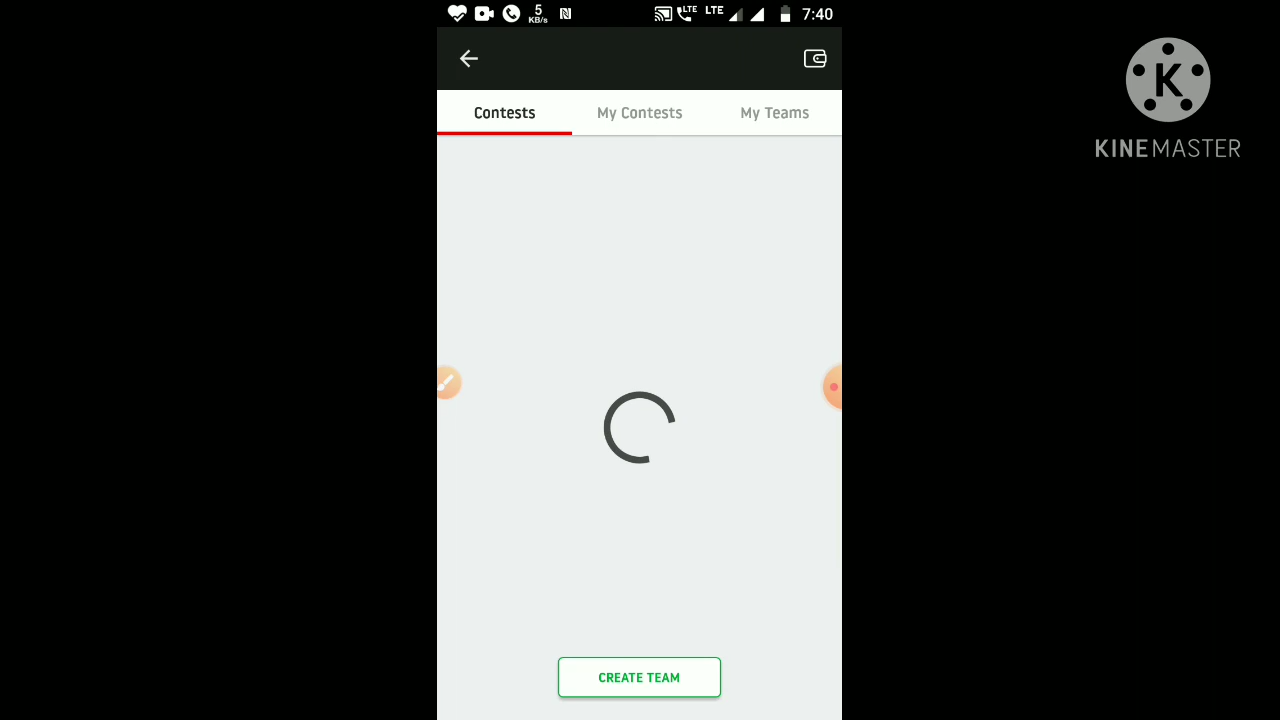 5
KB/s
LTE
LTE
7:40
Contests
My Contests
My Teams
K
KINEMASTER
CREATE TEAM